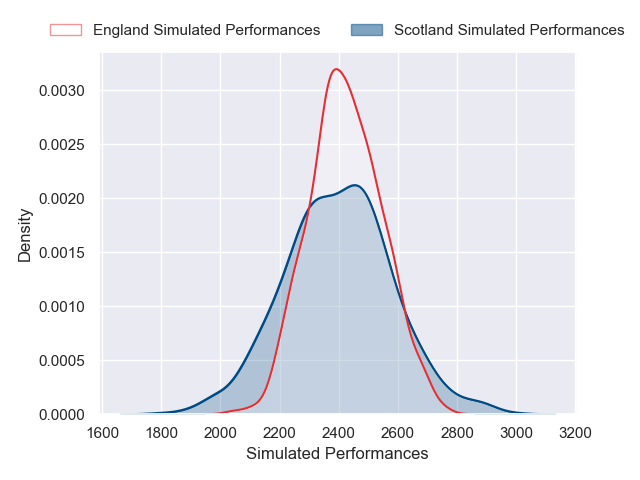 England Simulated Performances Scotland Simulated Performances
0.0030
0.0025
0.0020
0.0015
0.0010
0.0005
0.0000
Density
1600 1800 2000 2200 2400 2600 2800 3000 3200
Simulated Performances